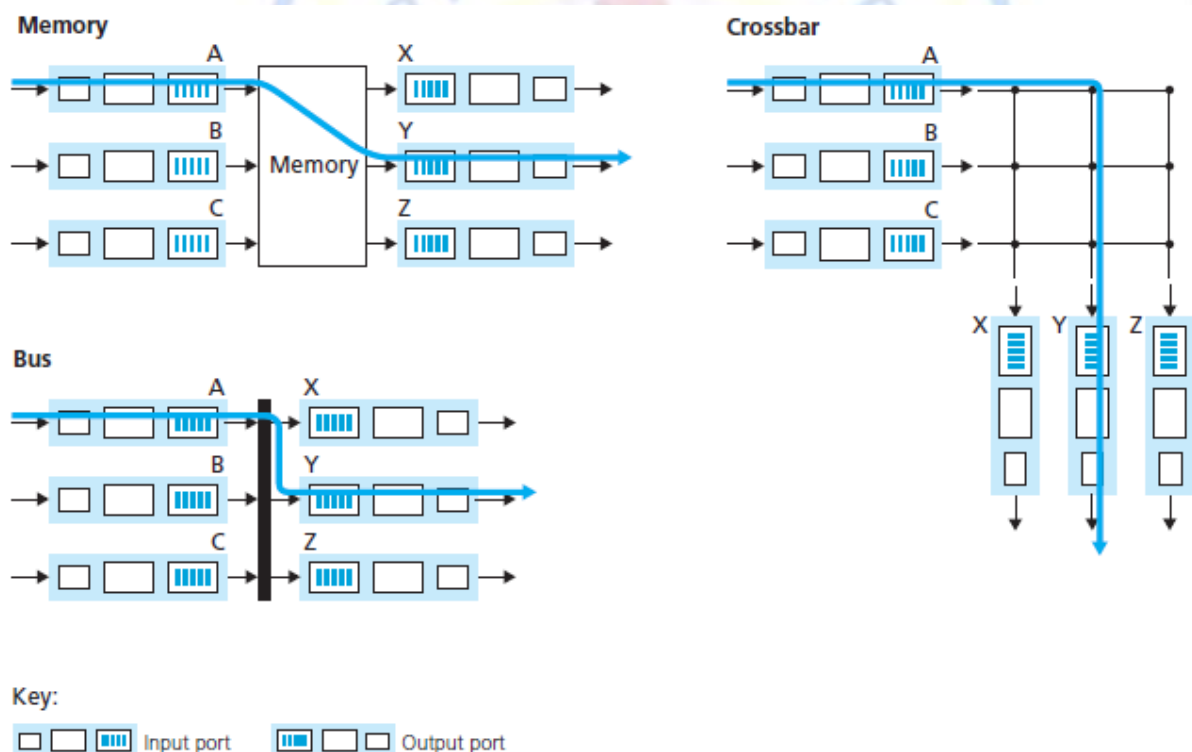 Memory
A
X
B
Y
Memory
C
Z
Crossbar
A
B
C
X
Y
Z
Bus
A
X
B
Y
C
Z
Key:
Input port
Output port